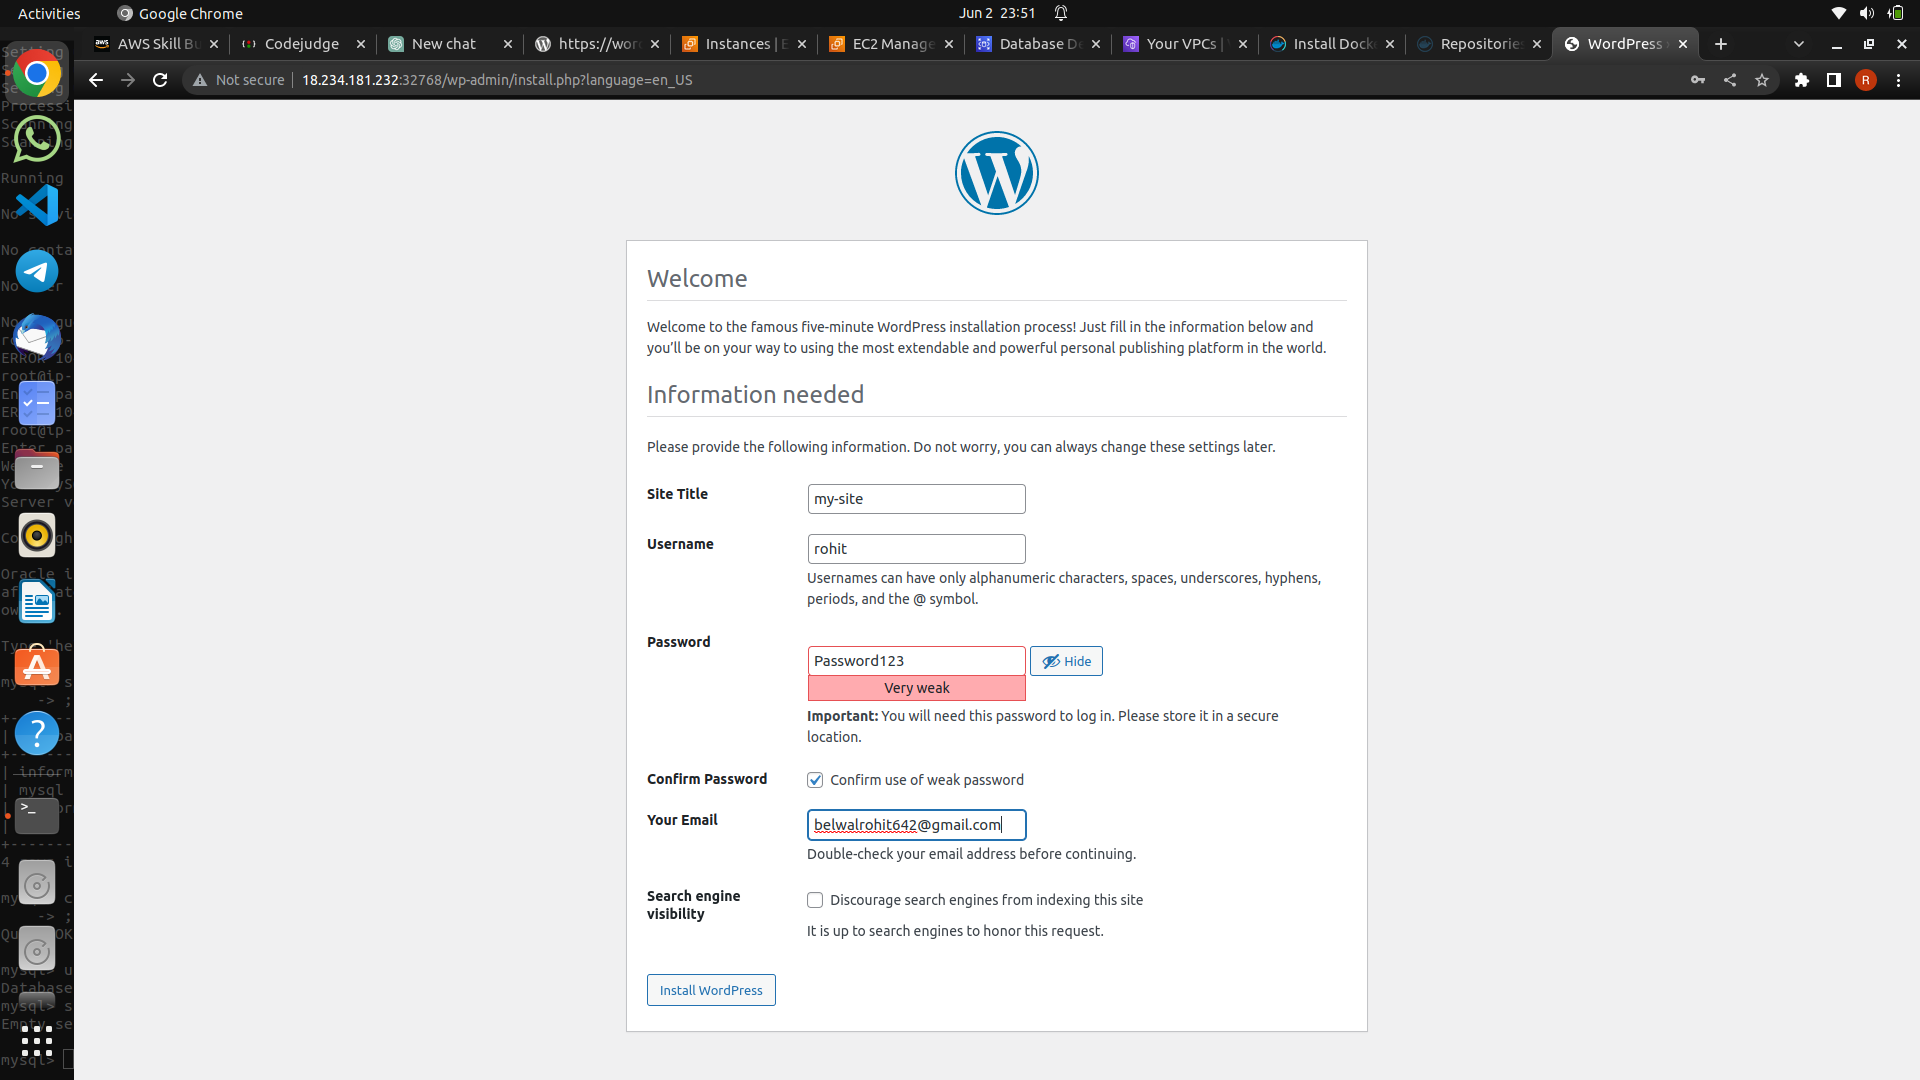 Activities
Google Chrome
Jun 2 23:51
AWS Skill Bu
Codejudge
New chat
https://wor
Instances | E
EC2 Manage
Database De
Your VPCs |
Install Docke
Repositories
WordPress
Not secure
18.234.181.232:32768/wp-admin/install.php?language=en_US
R
Welcome
Welcome to the famous five-minute WordPress installation process! Just fill in the information below and
you’ll be on your way to using the most extendable and powerful personal publishing platform in the world.
Information needed
Please provide the following information. Do not worry, you can always change these settings later.
Site Title
my-site
Username
rohit
Usernames can have only alphanumeric characters, spaces, underscores, hyphens,
periods, and the @ symbol.
Password
Password123
Hide
Very weak
Important: You will need this password to log in. Please store it in a secure
location.
Confirm Password
Confirm use of weak password
Your Email
belwalrohit642@gmail.com
Double-check your email address before continuing.
Search engine
visibility
Discourage search engines from indexing this site
It is up to search engines to honor this request.
Install WordPress
Running
mysql
mysql>